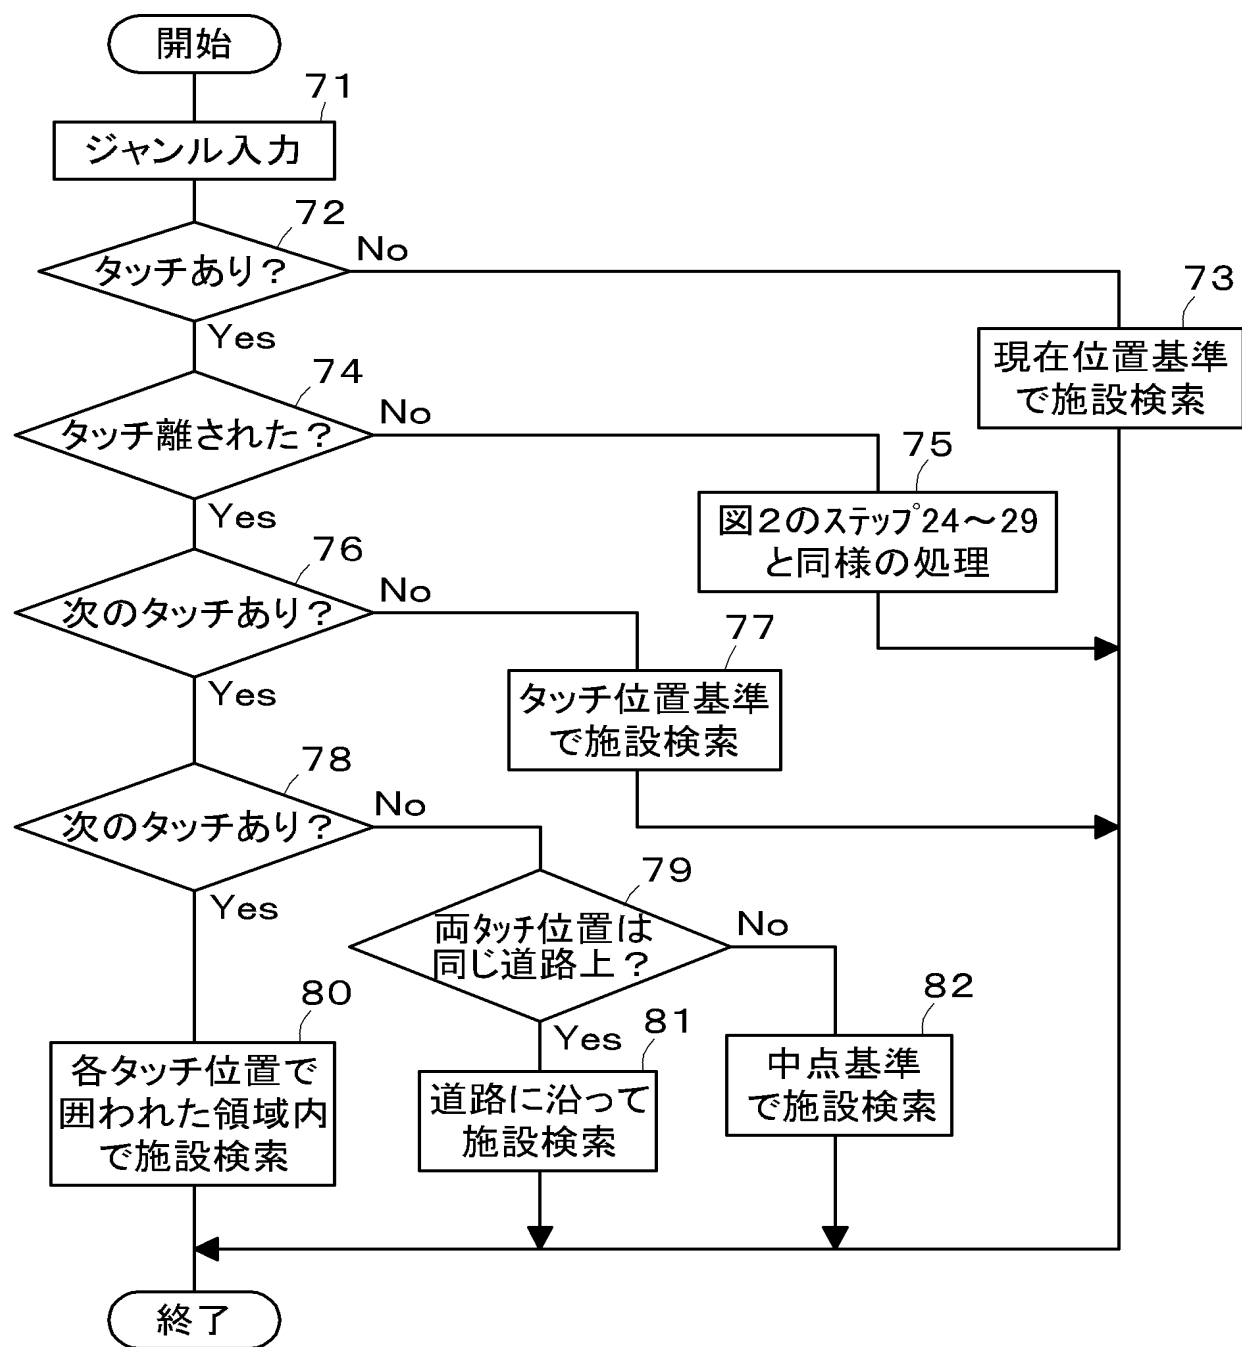 開始
71
ジャンル入力
72
タッチあり？
No
Yes
73
現在位置基準
で施設検索
74
タッチ離された？
No
Yes
75
図２のステップ24～29
と同様の処理
76
次のタッチあり？
No
Yes
77
タッチ位置基準
で施設検索
78
次のタッチあり？
No
Yes
79
両タッチ位置は
同じ道路上？
No
Yes
80
各タッチ位置で
囲われた領域内
で施設検索
81
道路に沿って
施設検索
82
中点基準
で施設検索
終了